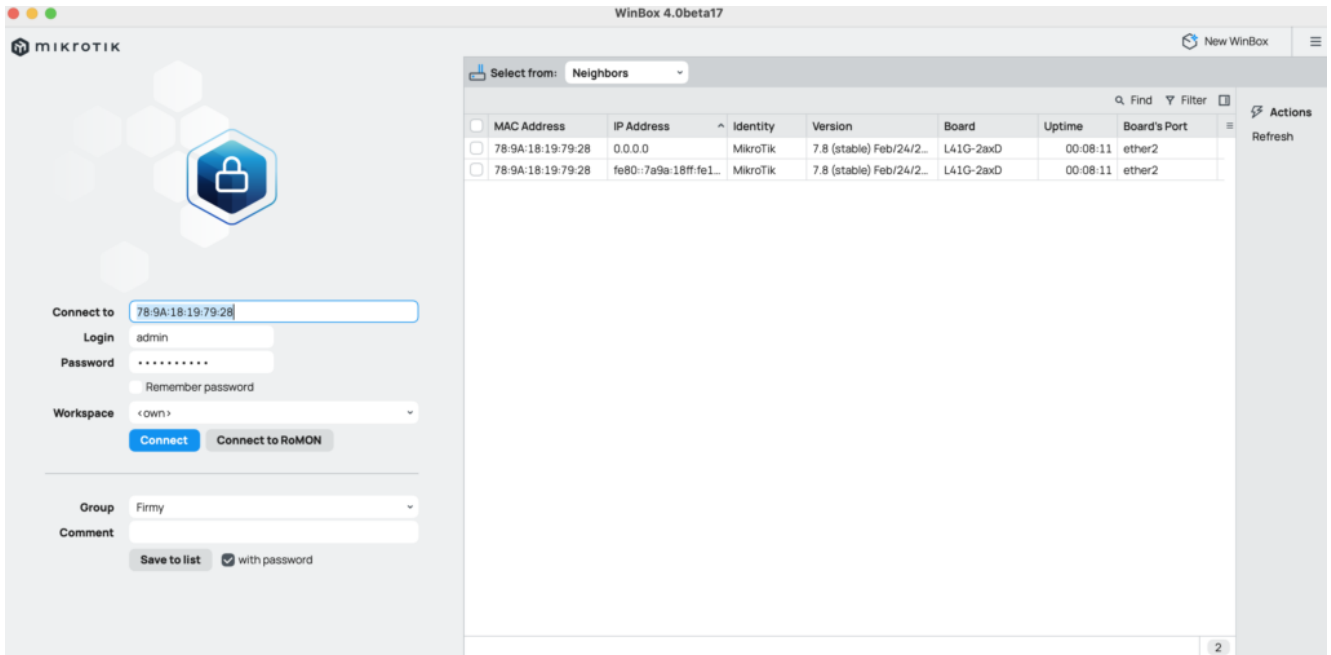 WinBox 4.0beta17
MIKROTIK
New WinBox
Select from: Neighbors
Find Filter
Actions
Refresh
MAC Address IP Address Identity Version Board Uptime Board's Port
78:9A:18:19:79:28 0.0.0.0 MikroTik 7.8 (stable) Feb/24/2... L41G-2axD 00:08:11 ether2
78:9A:18:19:79:28 fe80::7a9a:18ff:fe1... MikroTik 7.8 (stable) Feb/24/2... L41G-2axD 00:08:11 ether2
Connect to 78:9A:18:19:79:28
Login admin
Password ••••••••••
Remember password
Workspace <own>
Connect Connect to RoMON
Group Firmy
Comment
Save to list with password
2